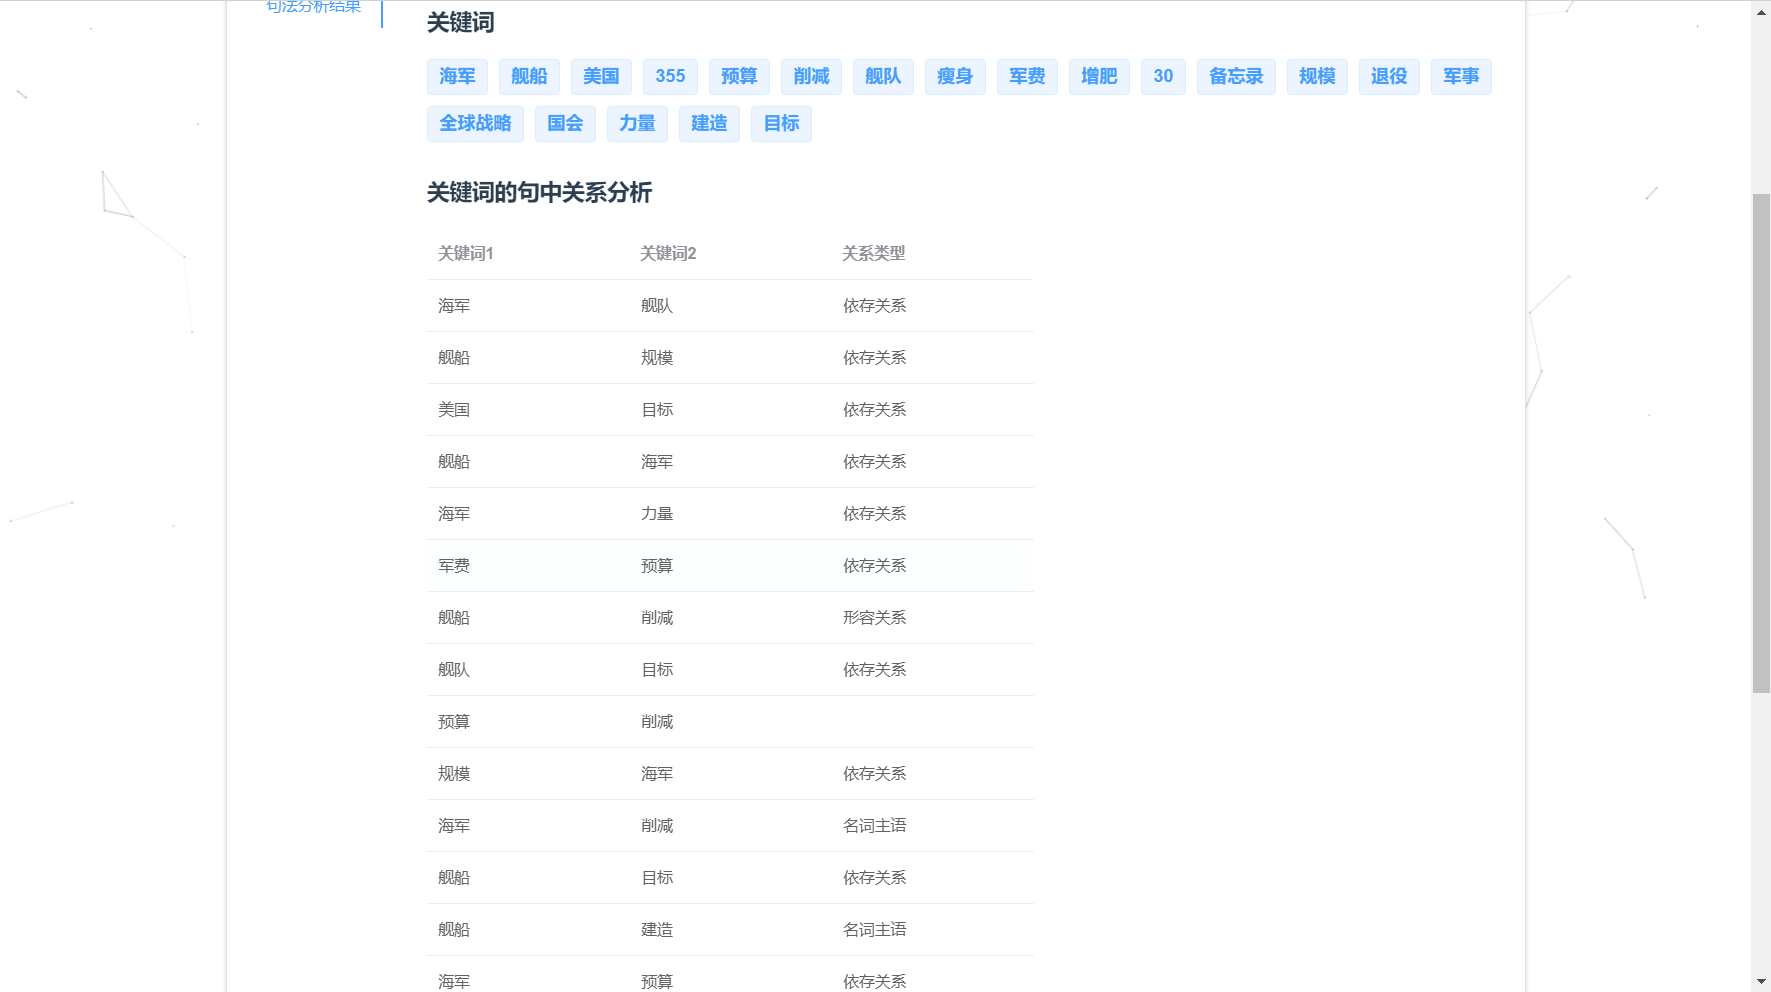 句法分析结果
关键词
海军 舰船 美国 355 预算 削减 舰队 瘦身 军费 增肥 30 备忘录 规模 退役 军事
全球战略 国会 力量 建造 目标
关键词的句中关系分析
关键词1 关键词2 关系类型
海军 舰队 依存关系
舰船 规模 依存关系
美国 目标 依存关系
舰船 海军 依存关系
海军 力量 依存关系
军费 预算 依存关系
舰船 削减 形容关系
舰队 目标 依存关系
预算 削减
规模 海军 依存关系
海军 削减 名词主语
舰船 目标 依存关系
舰船 建造 名词主语
海军 预算 依存关系